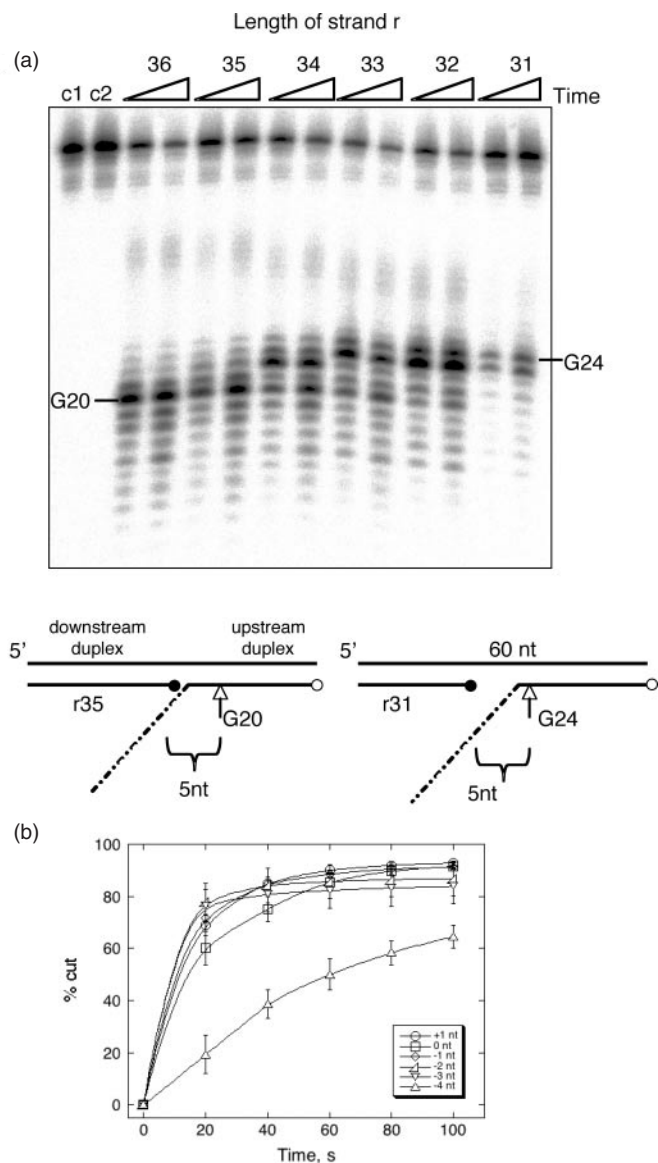 Length of strand r
(a)
36 35 34 33 32 31
c1 c2
Time
G20
G24
downstream duplex
upstream duplex
5'
r35
G20
5nt
5'
60 nt
r31
G24
5nt
(b)
% cut
100
80
60
40
20
0
+1 nt
0 nt
-1 nt
-2 nt
-3 nt
-4 nt
0 20 40 60 80 100
Time, s